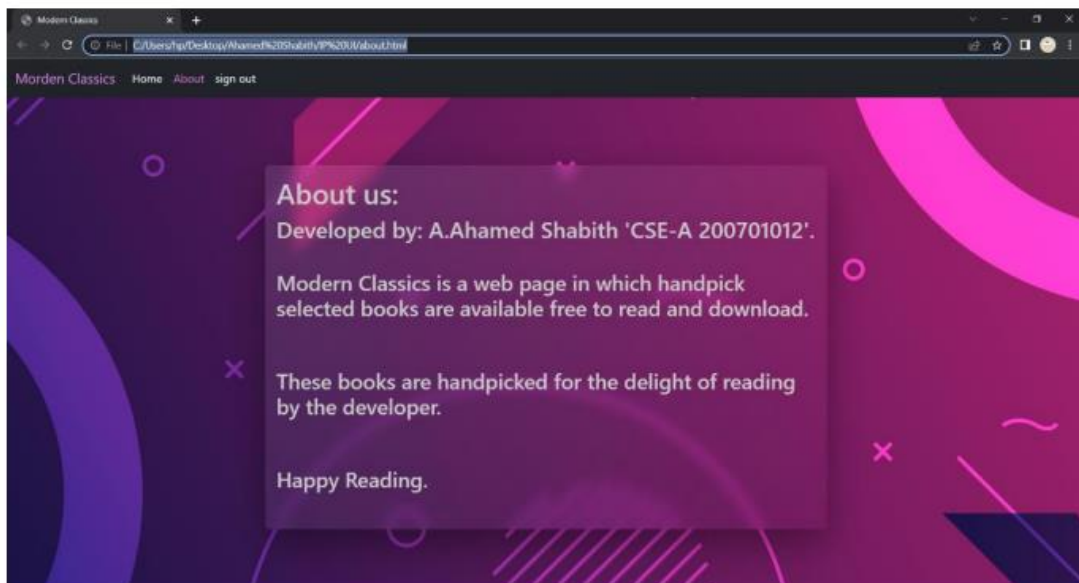 Modern Classics
File | C:/Users/hp/Desktop/Ahamed%20Shabith/IP%20UI/about.html
Morden Classics Home About sign out
About us:
Developed by: A.Ahamed Shabith 'CSE-A 200701012'.
Modern Classics is a web page in which handpick
selected books are available free to read and download.
These books are handpicked for the delight of reading
by the developer.
Happy Reading.